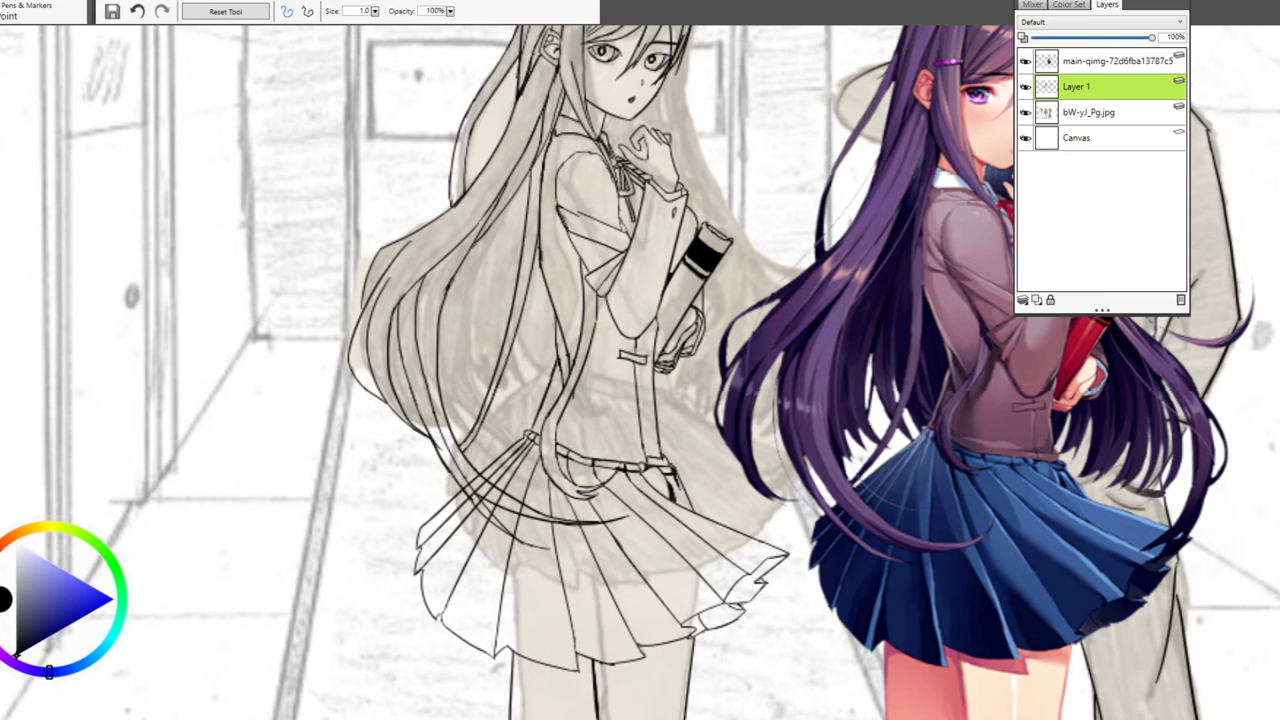 Pens & Markers
Point
Reset Tool
Size: 1.0
Opacity: 100%
Mixer Color Set Layers
Default
100%
main-qimg-72d6fba13787c5
Layer 1
bW-yJ_Pg.jpg
Canvas